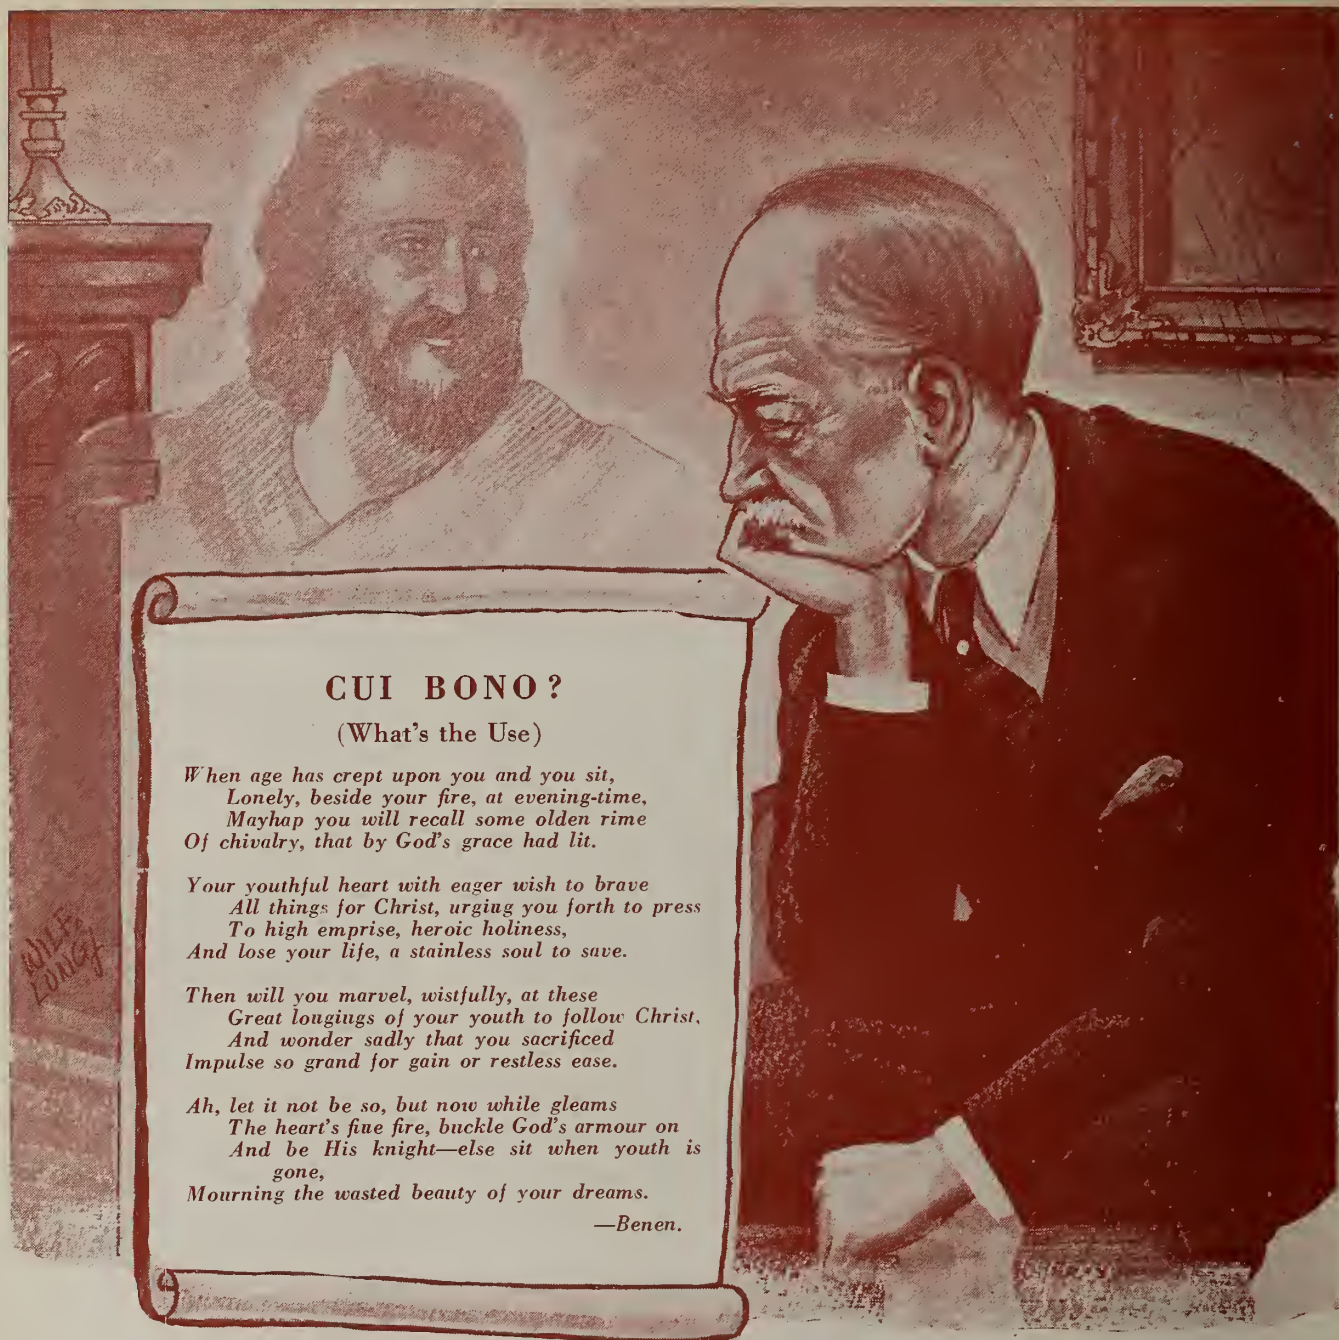 CUI BONO?
(What's the Use)
When age has crept upon you and you sit,
Lonely, beside your fire, at evening-time,
Mayhap you will recall some olden rime
Of chivalry, that by God's grace had lit.
Your youthful heart with eager wish to brave
All things for Christ, urging you forth to press
To high emprise, heroic holiness,
And lose your life, a stainless soul to save.
Then will you marvel, wistfully, at these
Great longings of your youth to follow Christ,
And wonder sadly that you sacrificed
Impulse so grand for gain or restless ease.
Ah, let it not be so, but now while gleams
The heart's fine fire, buckle God's armour on
And be His knight—else sit when youth is
gone,
Mourning the wasted beauty of your dreams.
—Benen.
WILF.
LONG